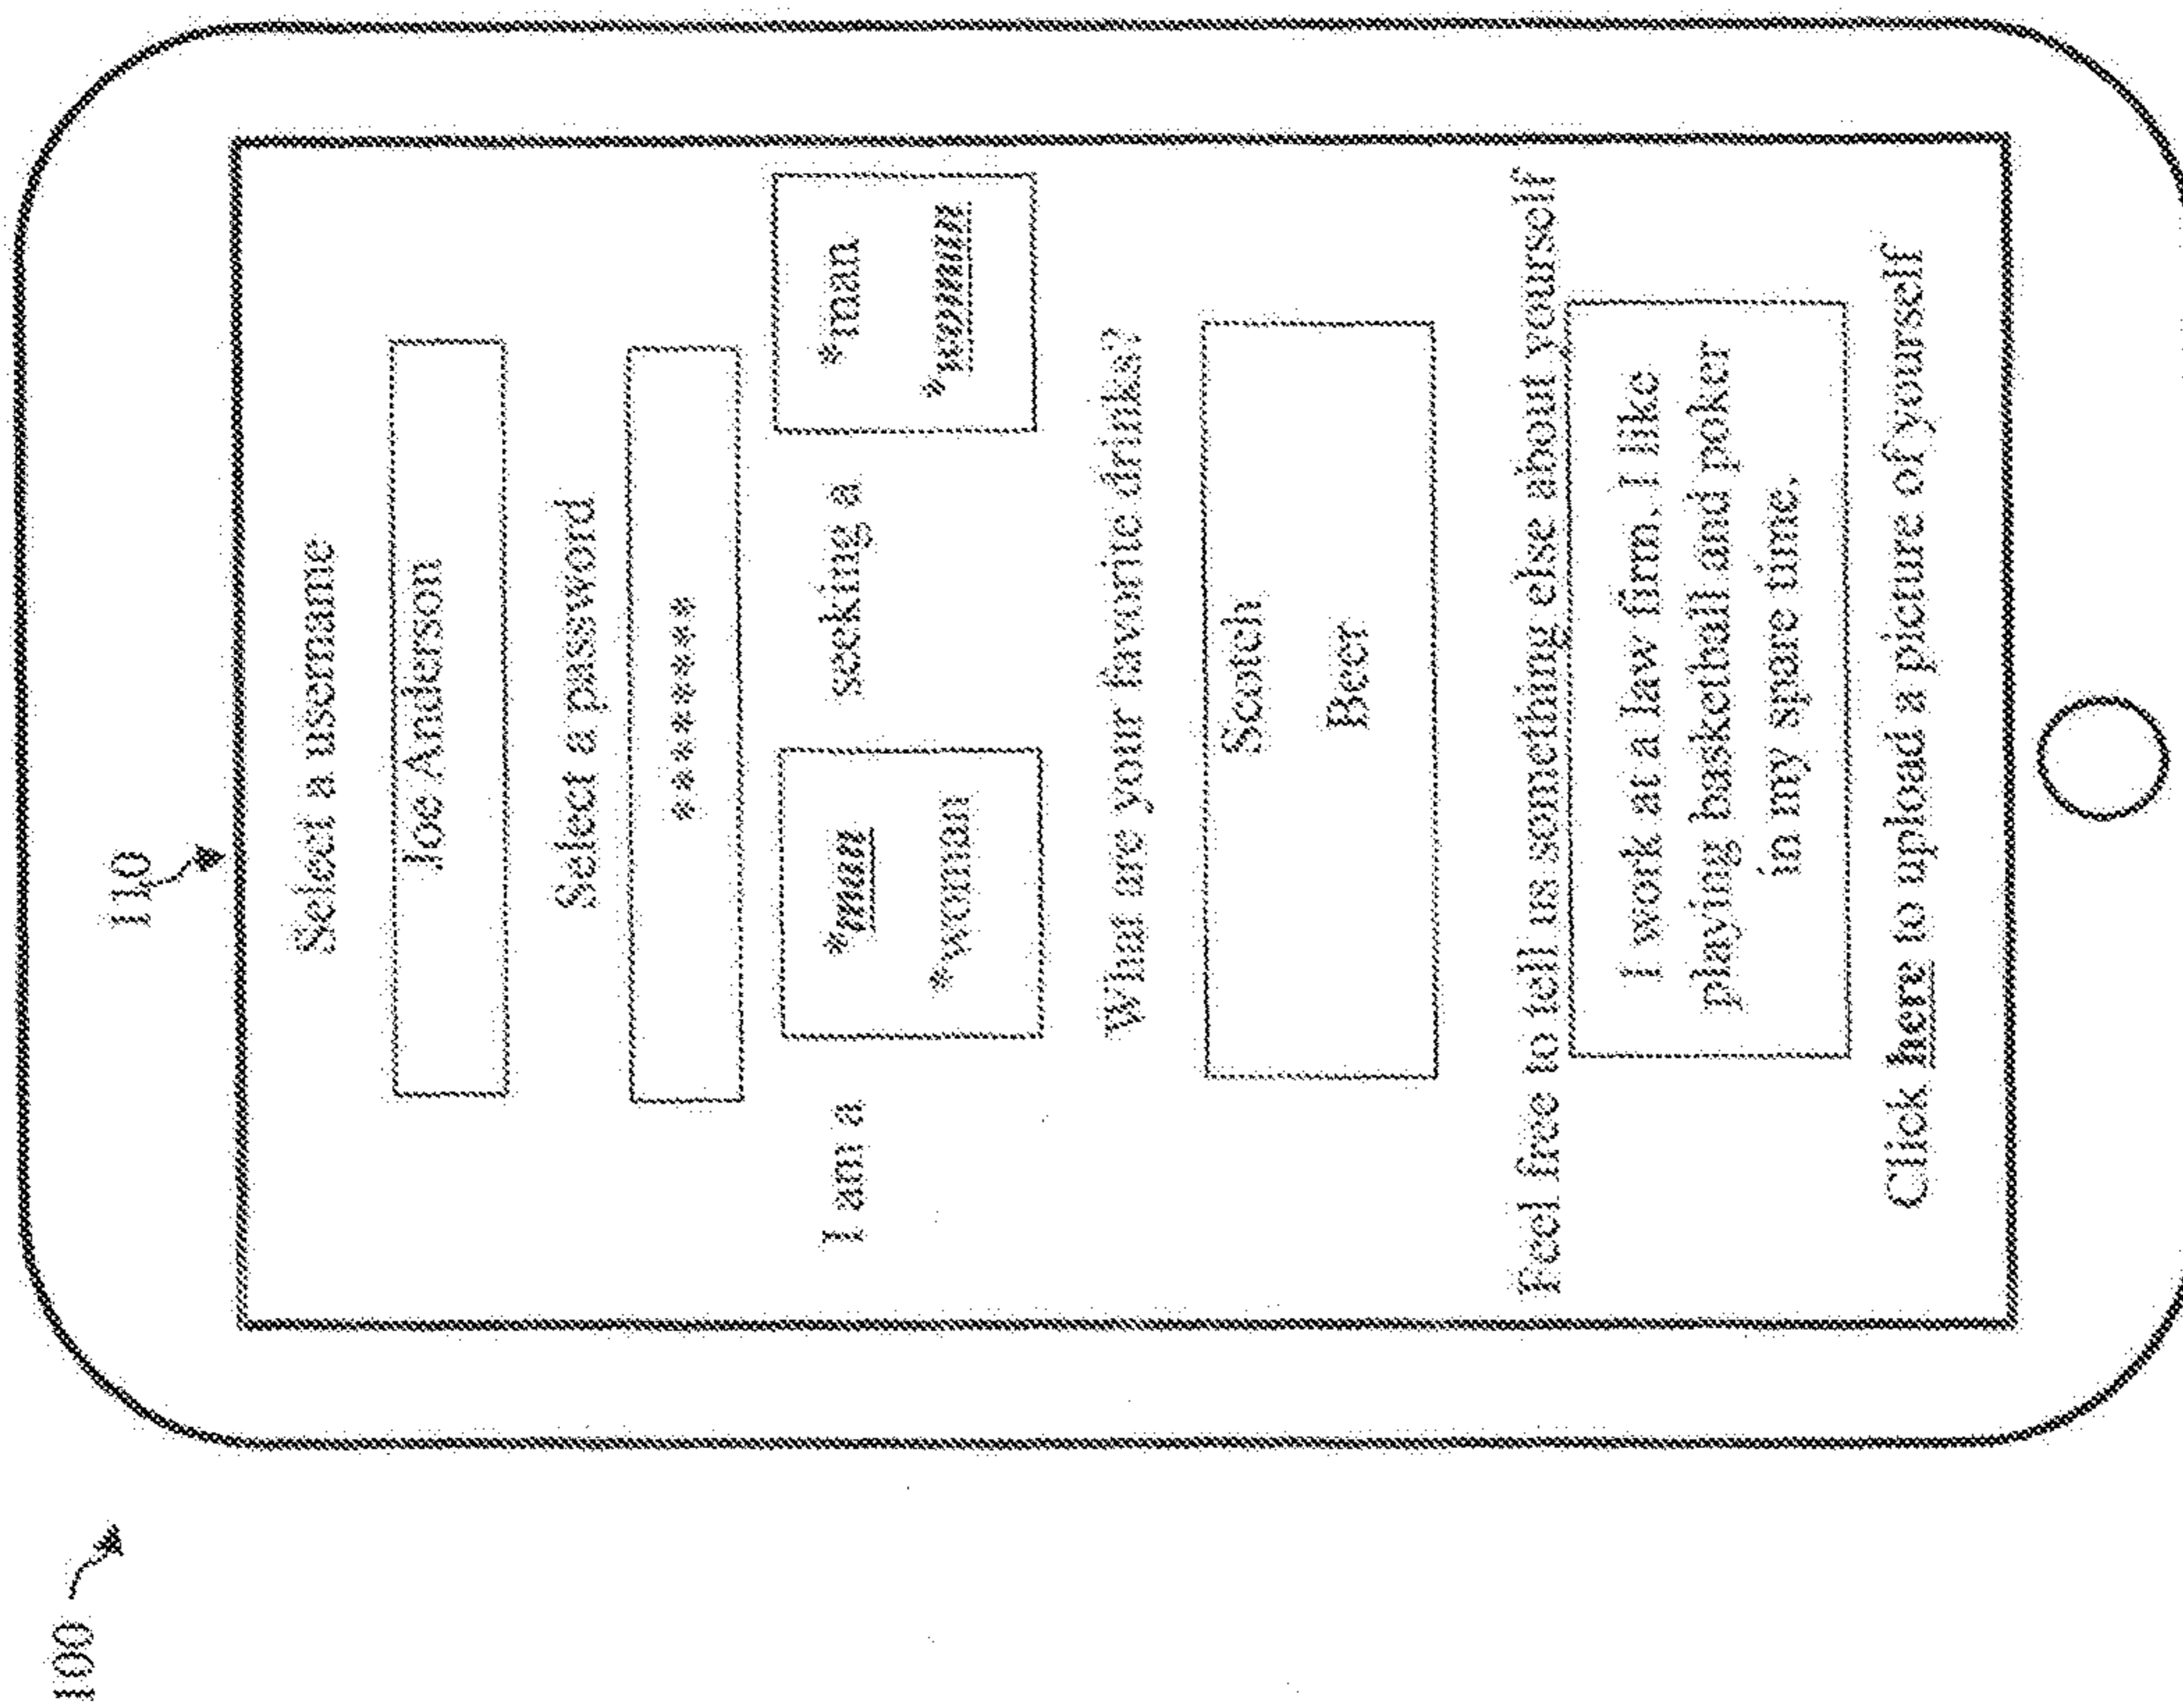 100
110
Select a username
Joe Anderson
Select a password
*********
I am a *man seeking a *man
*woman *woman
What are your favorite drinks?
Scotch
Beer
Feel free to tell us something else about yourself
I work at a law firm. I like
playing basketball and poker
in my spare time.
Click here to upload a picture of yourself